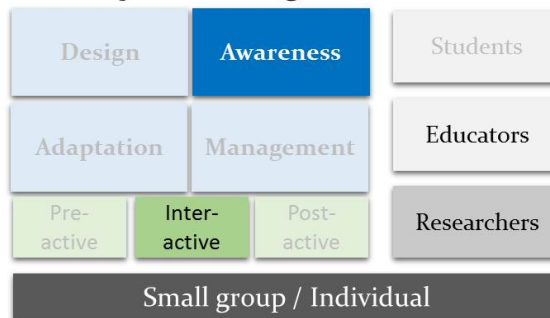 Design
Awareness
Students
Adaptation
Management
Educators
Pre-
active
Inter-
active
Post-
active
Researchers
Small group / Individual